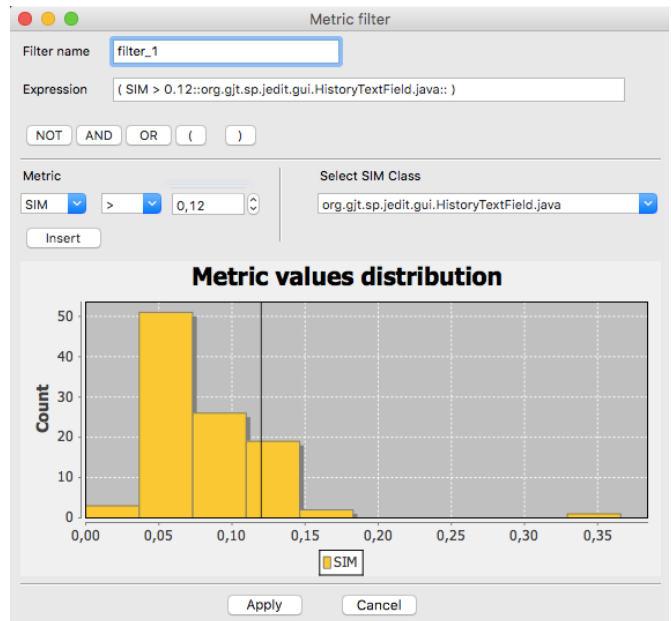 Metric filter
Filter name filter_1
Expression ( SIM > 0.12::org.gjt.sp.jedit.gui.HistoryTextField.java:: )
NOT AND OR ( )
Metric Select SIM Class
SIM > 0,12 org.gjt.sp.jedit.gui.HistoryTextField.java
Insert
Metric values distribution
50
40
30
20
10
0
Count
0,00 0,05 0,10 0,15 0,20 0,25 0,30 0,35
SIM
Apply Cancel